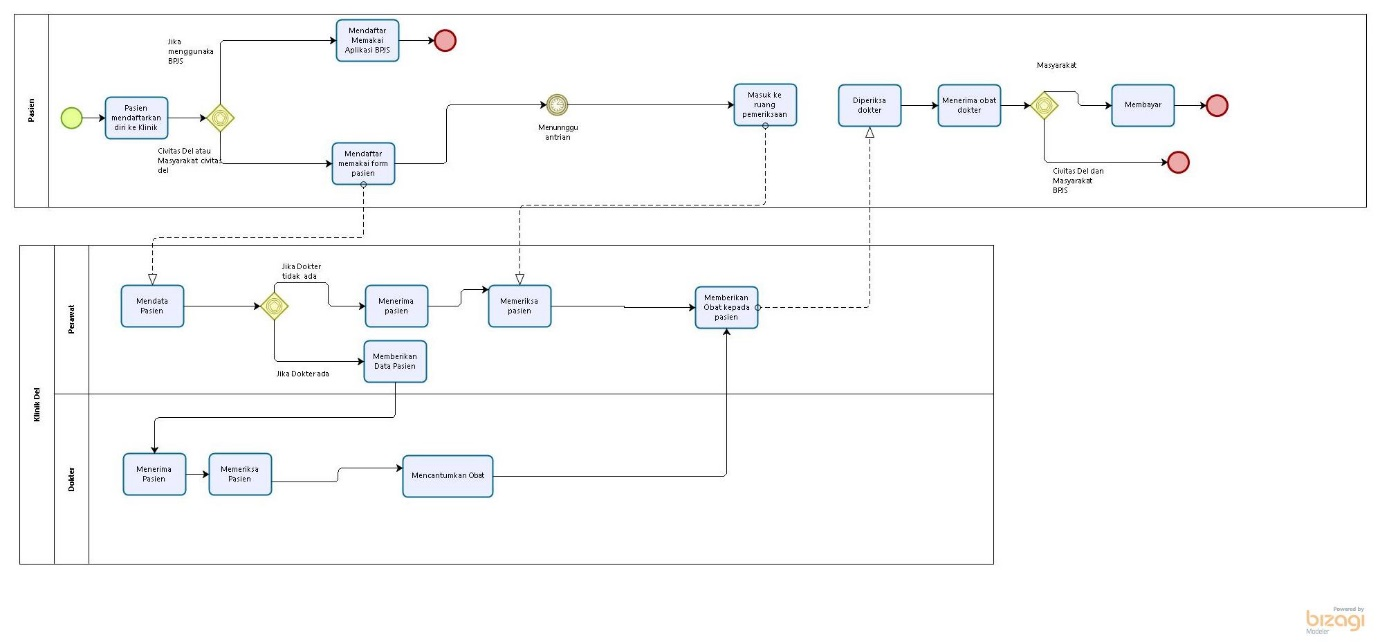 Pasien
Jika
menggunaka
BPJS
Mendaftar
Memakai
Aplikasi BPJS
Pasien
mendaftarkan
diri ke Klinik
Civitas Del atau
Masyarakat civitas
del
Mendaftar
memakai form
pasien
Menunnggu
antrian
Masuk ke
ruang
pemeriksaan
Diperiksa
dokter
Menerima obat
dokter
Masyarakat
Membayar
Civitas Del dan
Masyarakat
BPJS
Klinik Del
Perawat
Mendata
Pasien
Jika Dokter
tidak ada
Menerima
pasien
Memeriksa
pasien
Memberikan
Obat kepada
pasien
Jika Dokter ada
Memberikan
Data Pasien
Dokter
Menerima
Pasien
Memeriksa
Pasien
Mencantumkan Obat
Powered by
bizagi
Modeler